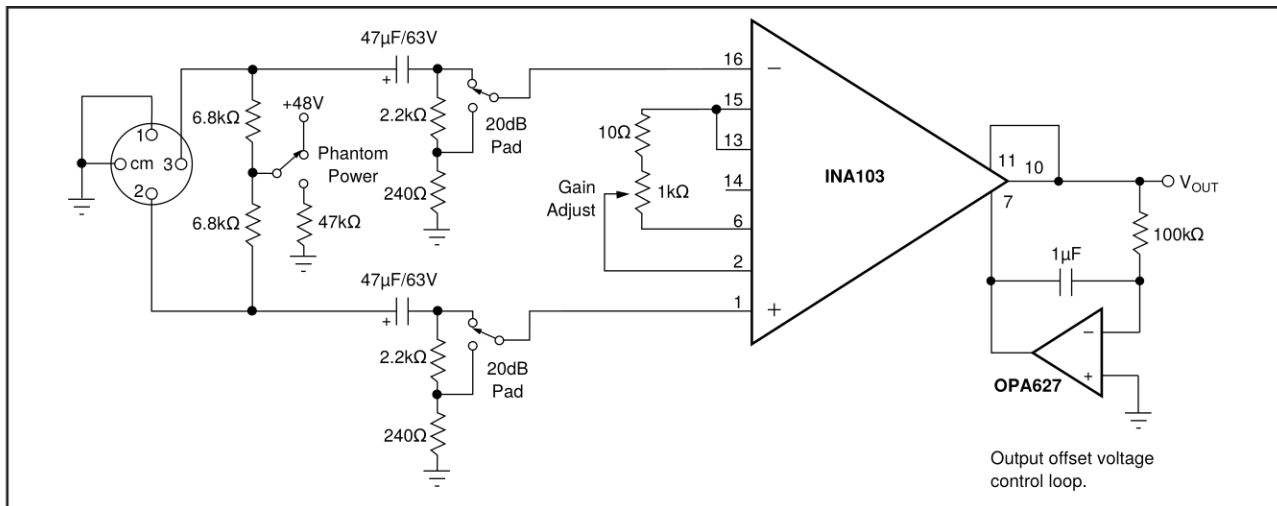 47µF/63V
16
+
−
+48V
15
6.8kΩ
2.2kΩ
20dB
Pad
10Ω
1
13
cm
3
Phantom
Power
INA103
11
10
14
VOUT
2
240Ω
Gain
Adjust
1kΩ
7
6.8kΩ
47kΩ
6
100kΩ
47µF/63V
2
1µF
1
+
+
2.2kΩ
20dB
Pad
−
OPA627
+
240Ω
Output offset voltage
control loop.